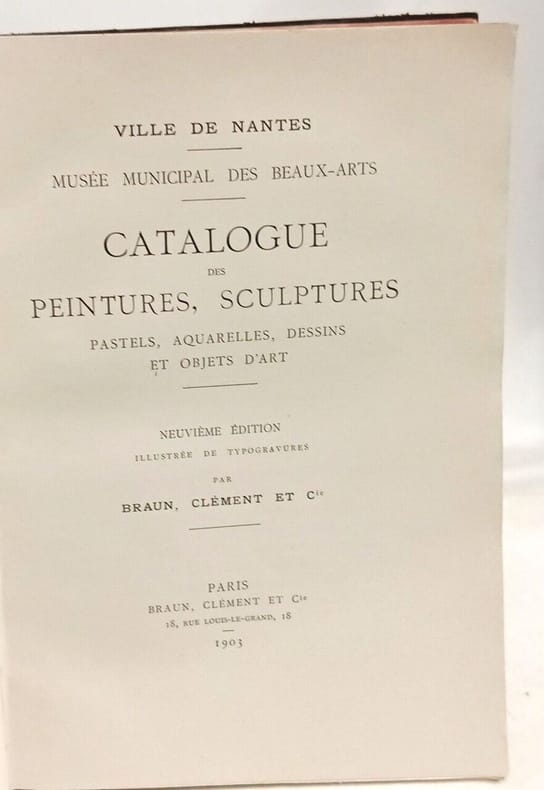 VILLE DE NANTES
MUSÉE MUNICIPAL DES BEAUX-ARTS
CATALOGUE
DES
PEINTURES, SCULPTURES
PASTELS, AQUARELLES, DESSINS
ET OBJETS D'ART
NEUVIÈME ÉDITION
ILLUSTRÉE DE TYPOGRAVURES
PAR
BRAUN, CLÉMENT ET Cie
PARIS
BRAUN, CLÉMENT ET Cie
18, RUE LOUIS-LE-GRAND, 18
1903